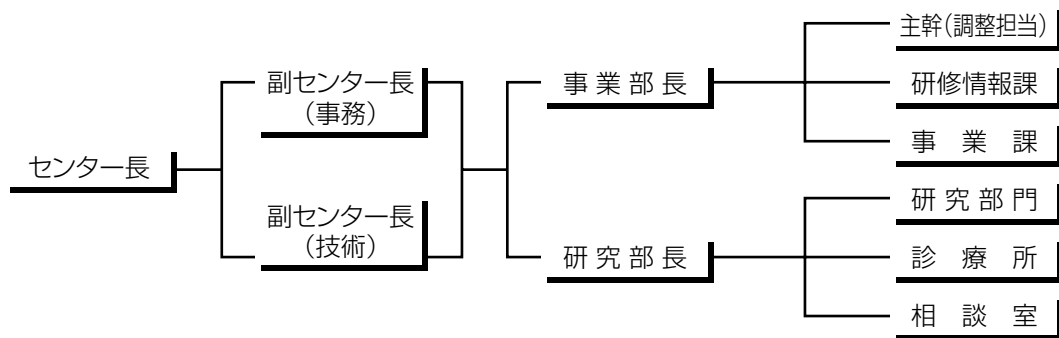 センター長
副センター長
(事務)
副センター長
(技術)
事業部長
研究部長
主幹(調整担当)
研修情報課
事業課
研究部門
診療所
相談室